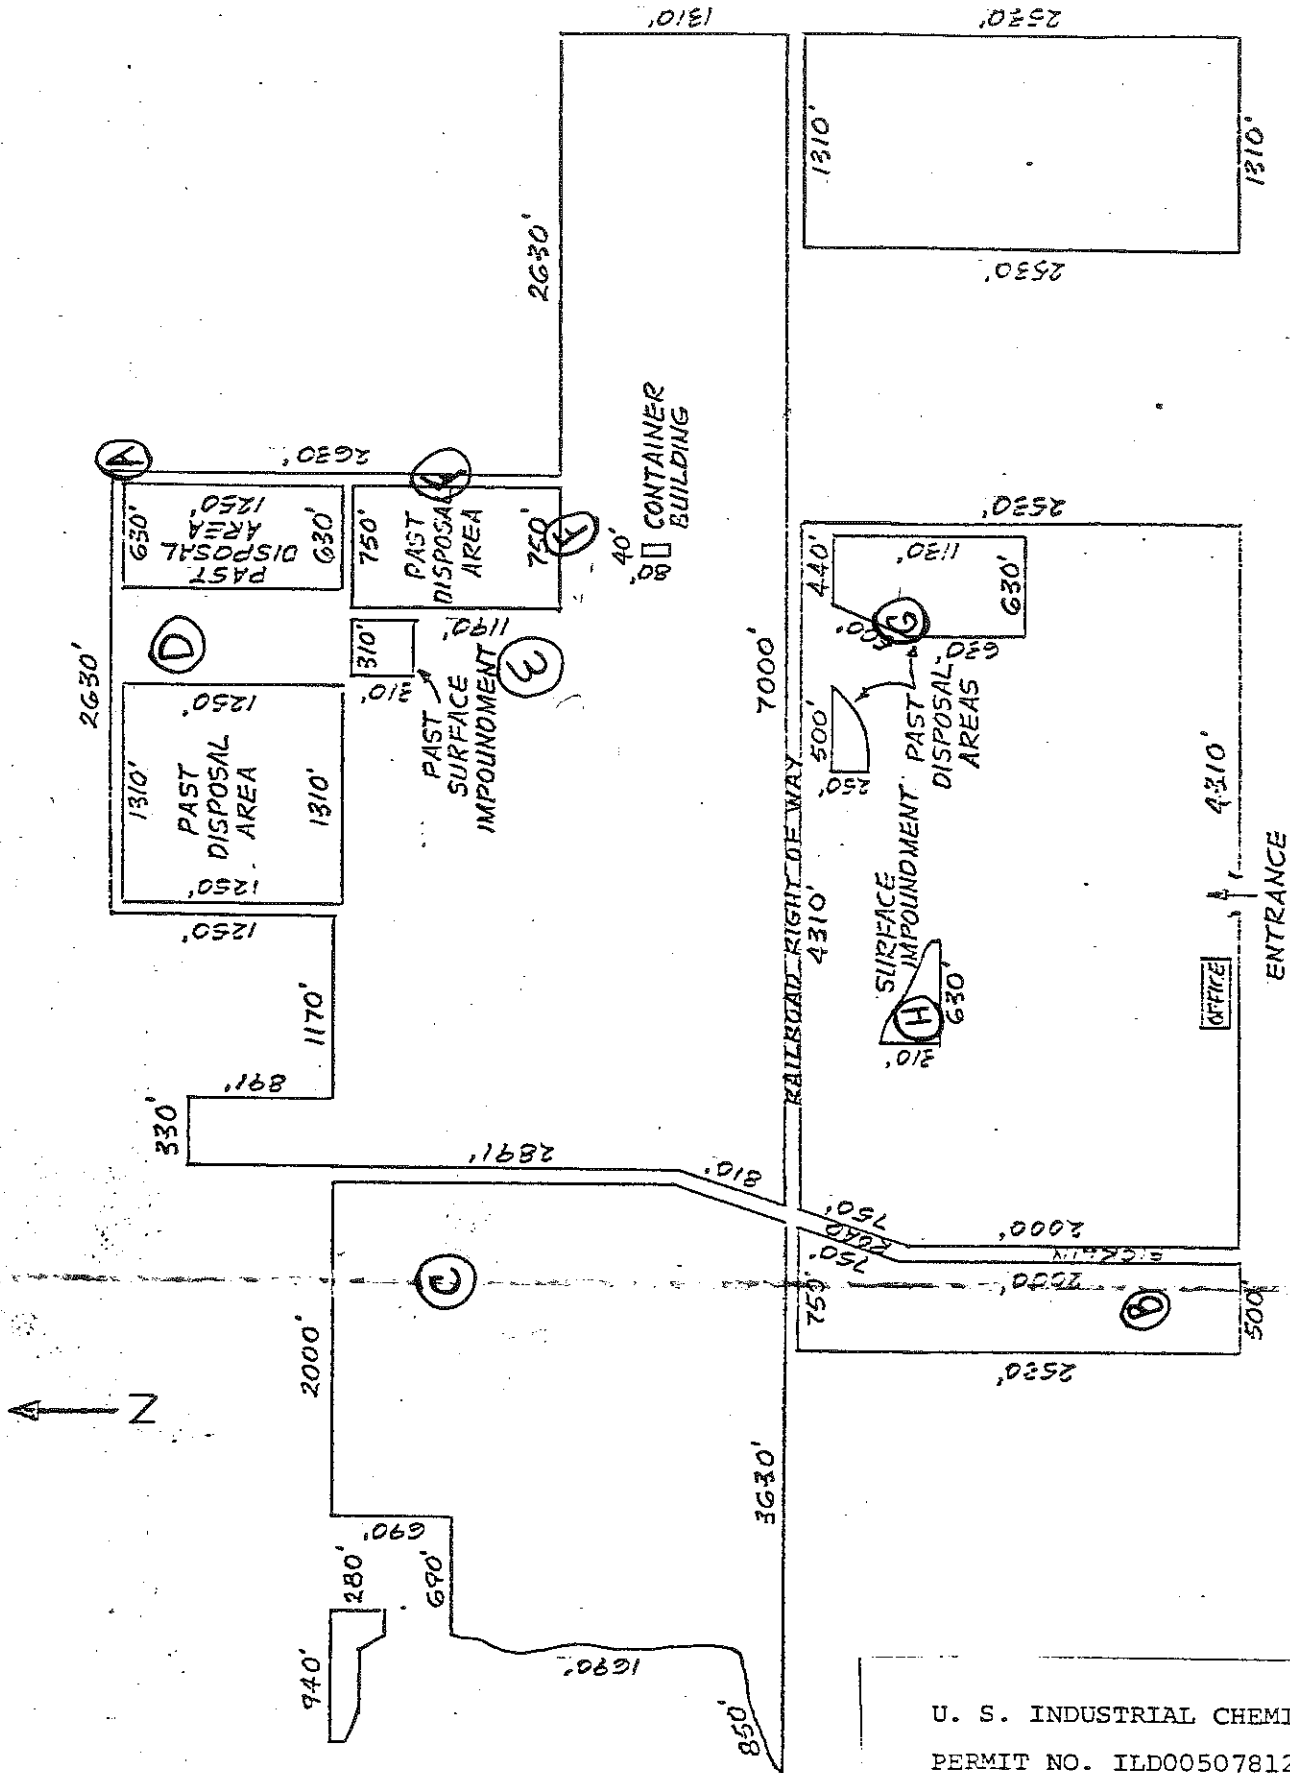 1310'
2530'
1310'
2530'
1310'
2630'
2630'
A
630'
PAST
DISPOSAL
AREA
1250'
630'
A
750'
PAST
DISPOSAL
AREA
750'
F
40'
80'
CONTAINER
BUILDING
D
2630'
1250'
1310'
PAST
DISPOSAL
AREA
1310'
1250'
1250'
310'
310'
1190'
PAST
SURFACE
IMPOUNDMENT
E
1170'
891'
330'
2891'
810'
7000'
RAILROAD RIGHT OF WAY
4310'
2530'
440'
1130'
630'
630'
G
500'
250'
PAST
DISPOSAL
AREAS
SURFACE
IMPOUNDMENT
H
310'
630'
4310'
ENTRANCE
OFFICE
750'
ROAD
750'
2000'
2000'
750'
B
500'
2530'
C
2000'
N
690'
690'
280'
940'
1690'
850'
3630'
U. S. INDUSTRIAL CHEMI
PERMIT NO. ILD00507812